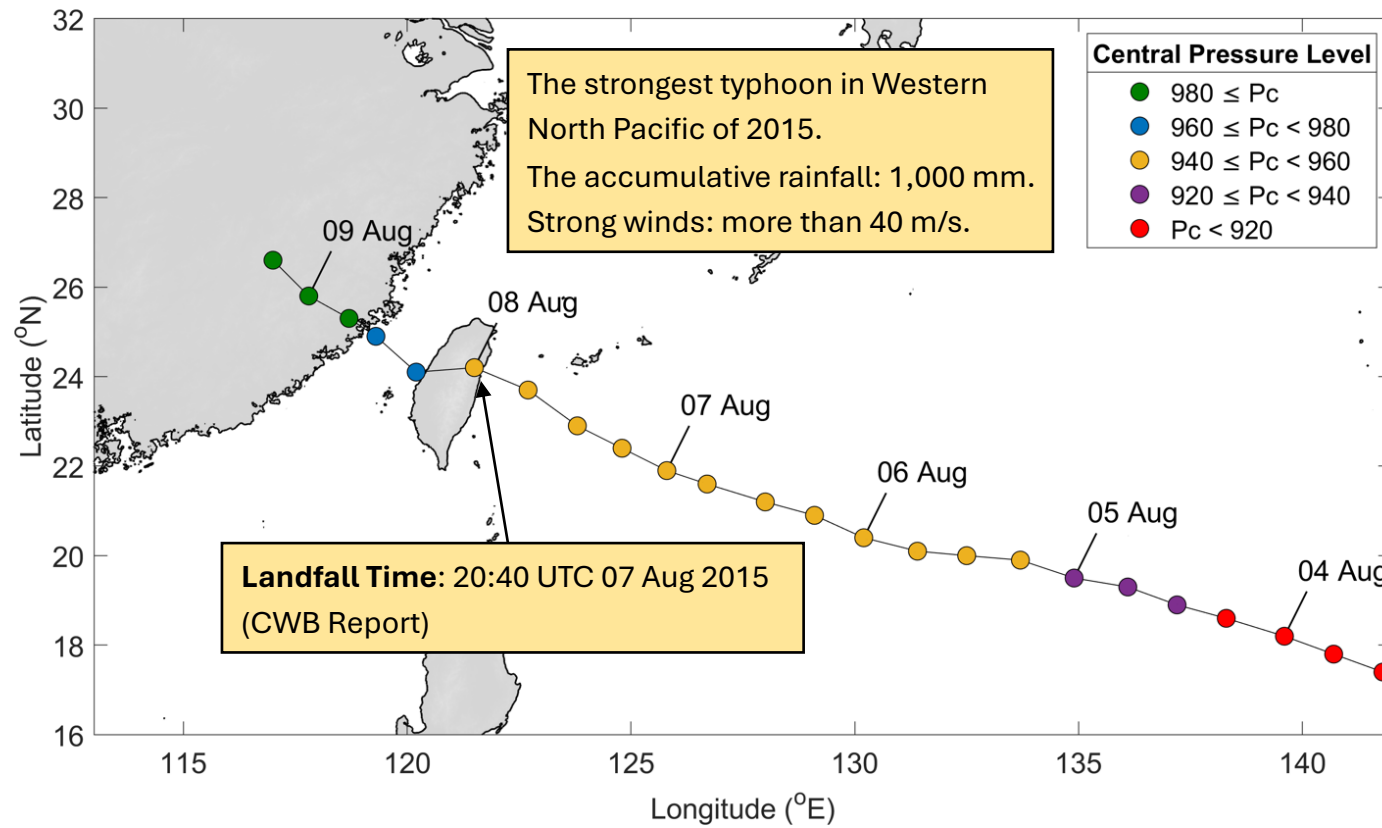 32
30
28
26
24
22
20
18
16
Latitude (°N)
115
120
125
130
135
140
Longitude (°E)
The strongest typhoon in Western
North Pacific of 2015.
The accumulative rainfall: 1,000 mm.
Strong winds: more than 40 m/s.
Central Pressure Level
980 ≤ Pc
960 ≤ Pc < 980
940 ≤ Pc < 960
920 ≤ Pc < 940
Pc < 920
09 Aug
08 Aug
07 Aug
06 Aug
05 Aug
04 Aug
Landfall Time: 20:40 UTC 07 Aug 2015
(CWB Report)